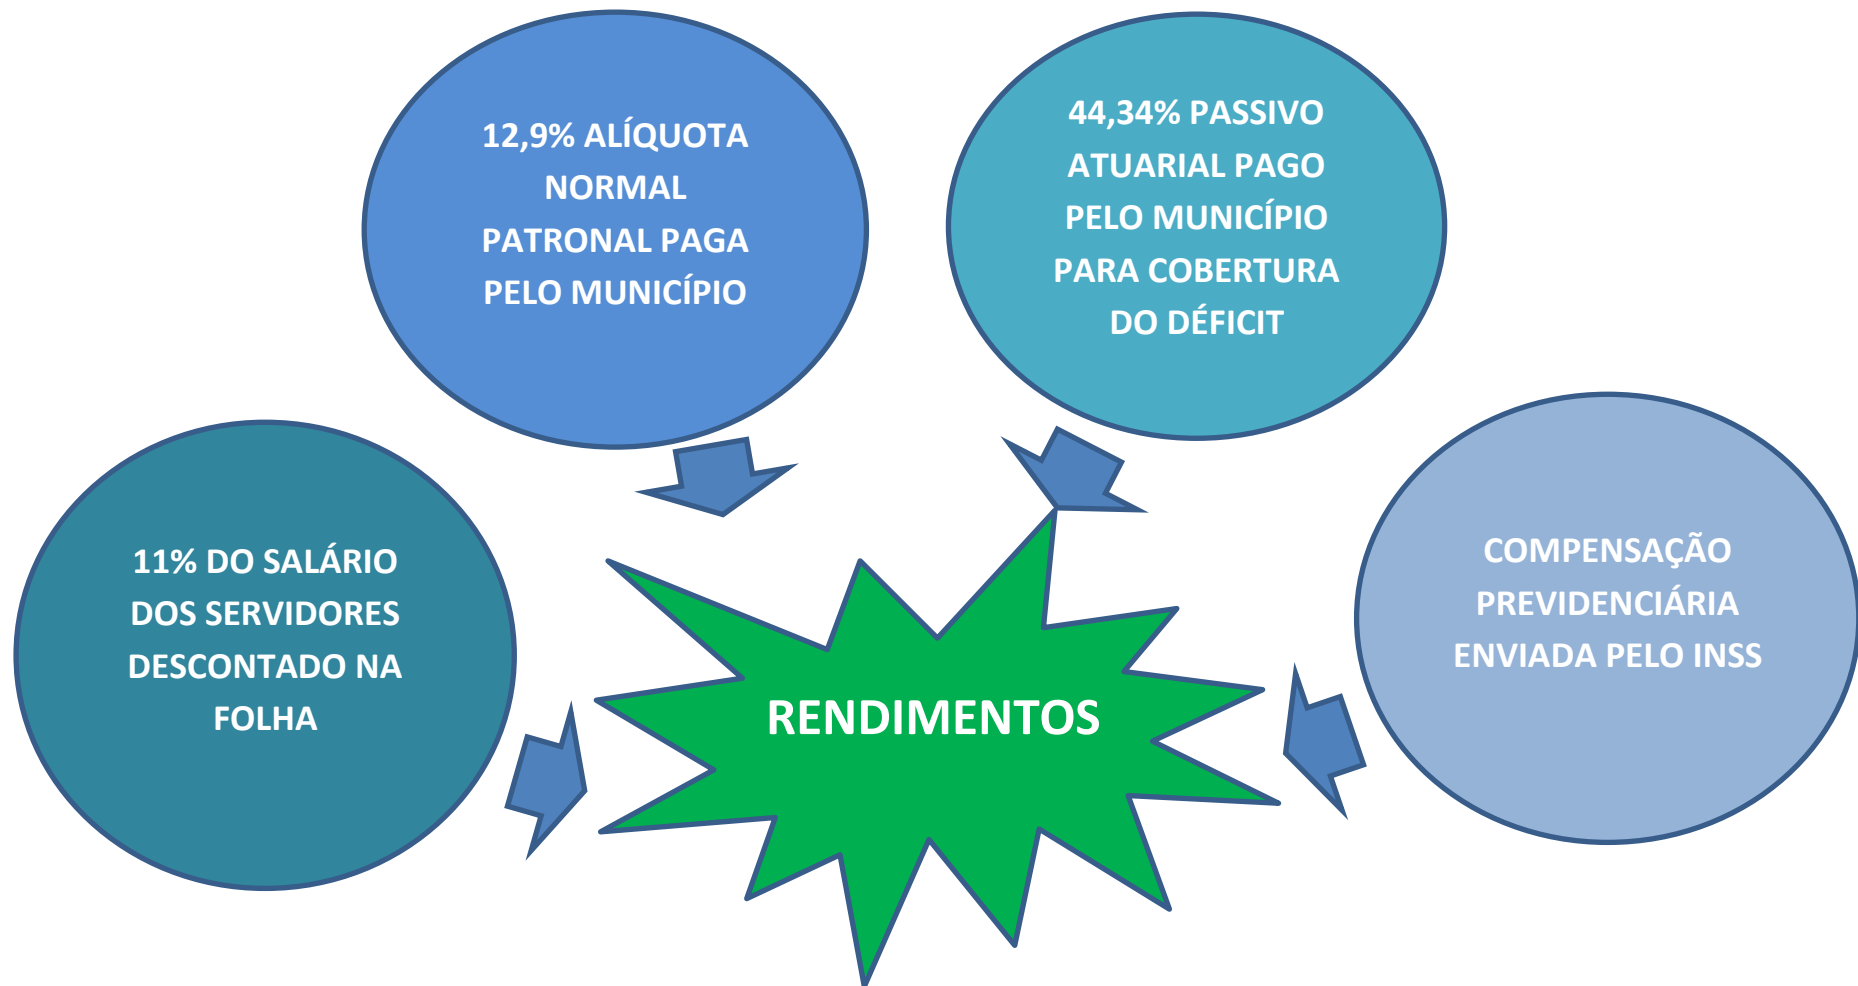 12,9% ALÍQUOTA
NORMAL
PATRONAL PAGA
PELO MUNICÍPIO
44,34% PASSIVO
ATUARIAL PAGO
PELO MUNICÍPIO
PARA COBERTURA
DO DÉFICIT
11% DO SALÁRIO
DOS SERVIDORES
DESCONTADO NA
FOLHA
COMPENSAÇÃO
PREVIDENCIÁRIA
ENVIADA PELO INSS
RENDIMENTOS